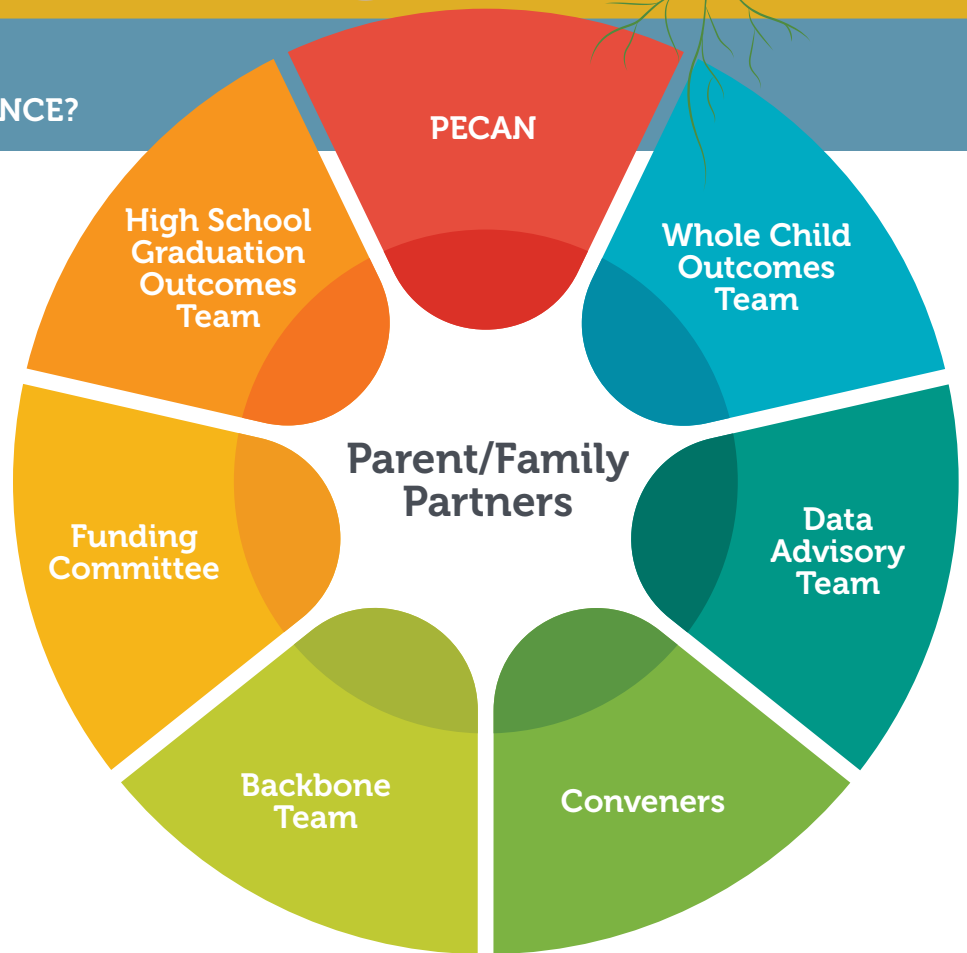 NCE?
PECAN
High School
Graduation
Outcomes
Team
Whole Child
Outcomes
Team
Parent/Family
Partners
Funding
Committee
Data
Advisory
Team
Backbone
Team
Conveners